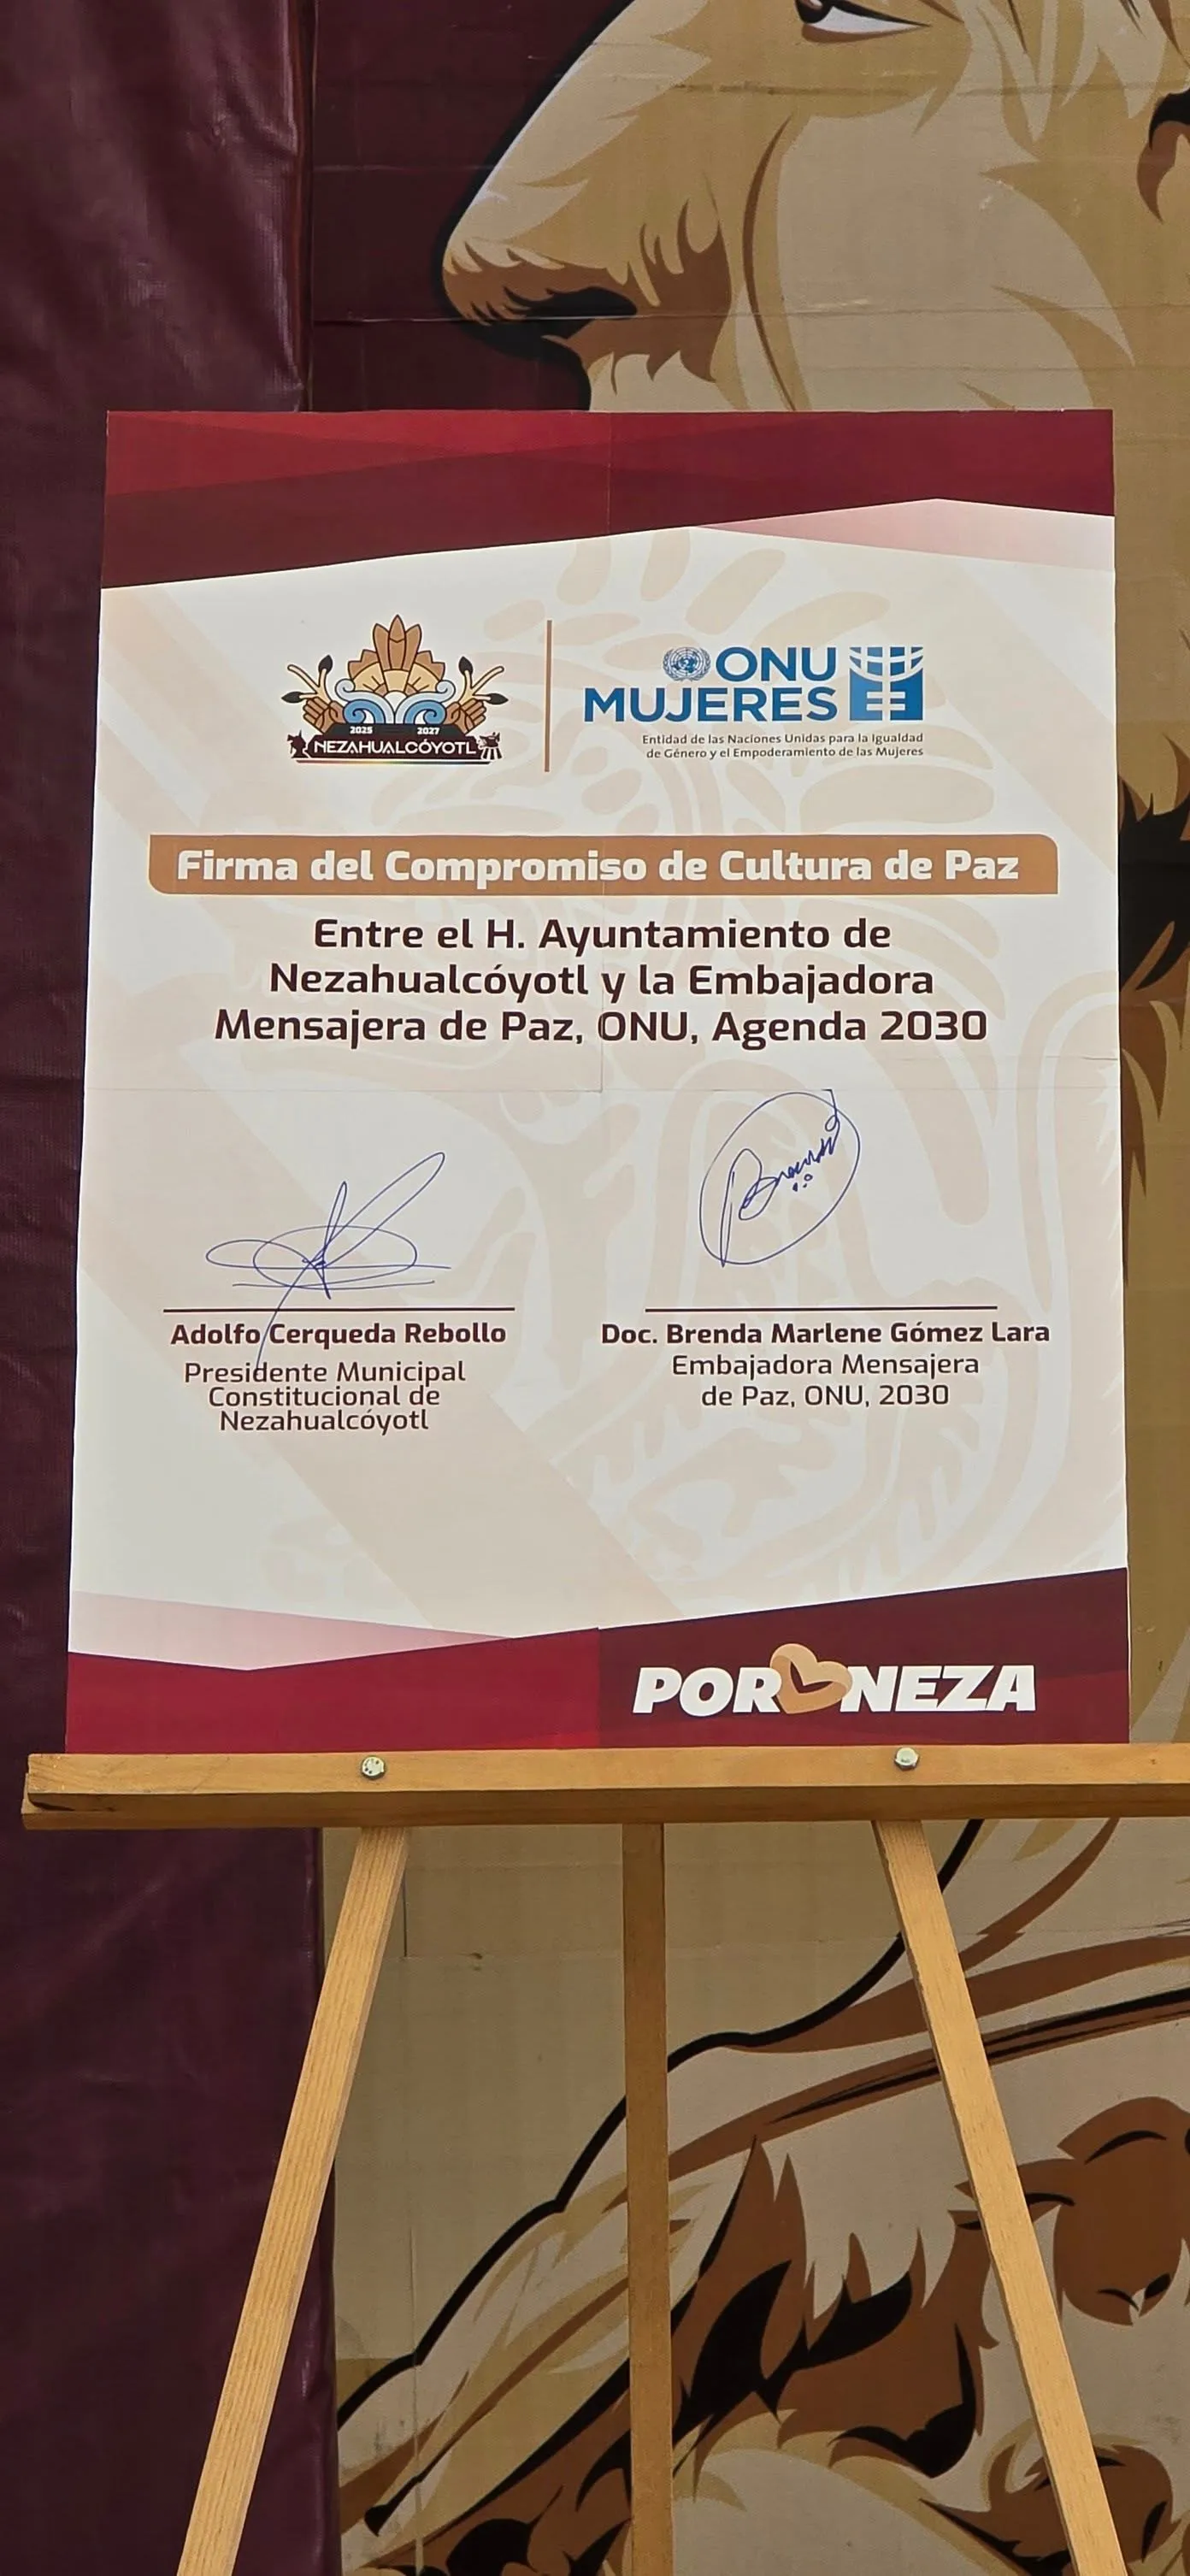 2025 2027
NEZAHUALCÓYOTL
ONU
MUJERES
Entidad de las Naciones Unidas para la Igualdad
de Género y el Empoderamiento de las Mujeres
Firma del Compromiso de Cultura de Paz
Entre el H. Ayuntamiento de
Nezahualcóyotl y la Embajadora
Mensajera de Paz, ONU, Agenda 2030
Adolfo Cerqueda Rebollo
Presidente Municipal
Constitucional de
Nezahualcóyotl
Doc. Brenda Marlene Gómez Lara
Embajadora Mensajera
de Paz, ONU, 2030
POR NEZA